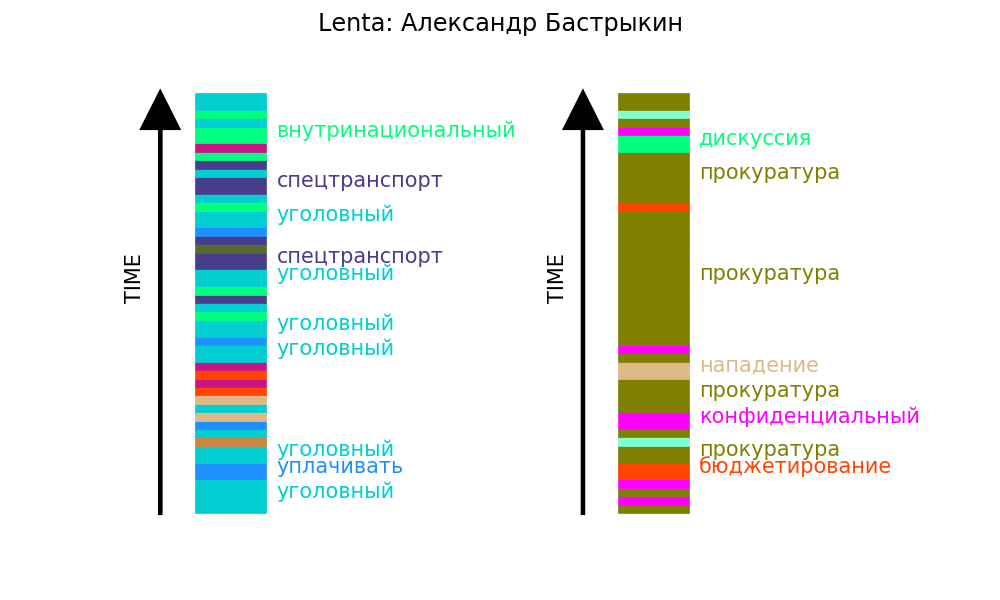 Lenta: Александр Бастрыкин
TIME
внутринациональный
спецтранспорт
уголовный
спецтранспорт
уголовный
уголовный
уголовный
уголовный
уплачивать
уголовный
TIME
дискуссия
прокуратура
прокуратура
нападение
прокуратура
конфиденциальный
прокуратура
бюджетирование